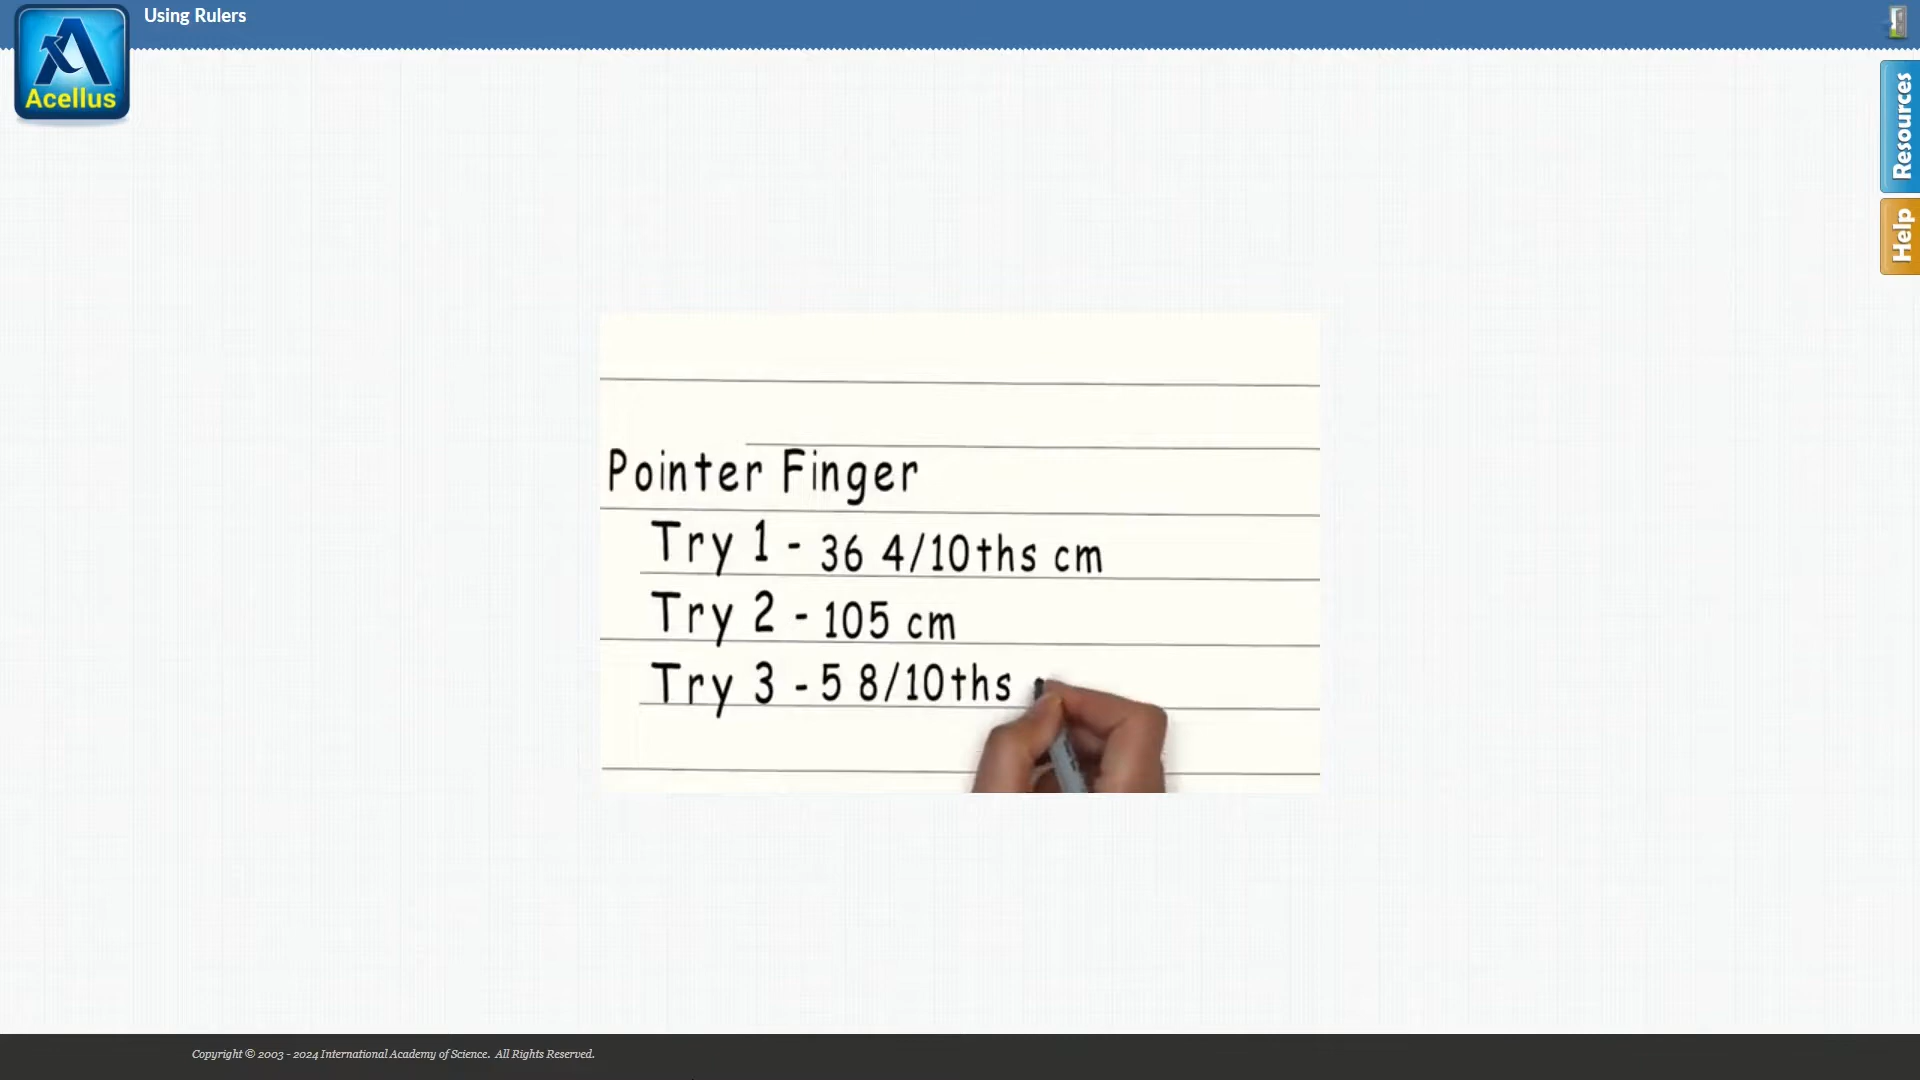 Using Rulers
Acellus
Resources
Help
Pointer Finger
Try 1 - 36 4/10ths cm
Try 2 - 105 cm
Try 3 - 5 8/10ths
Copyright © 2003 - 2024 International Academy of Science. All Rights Reserved.